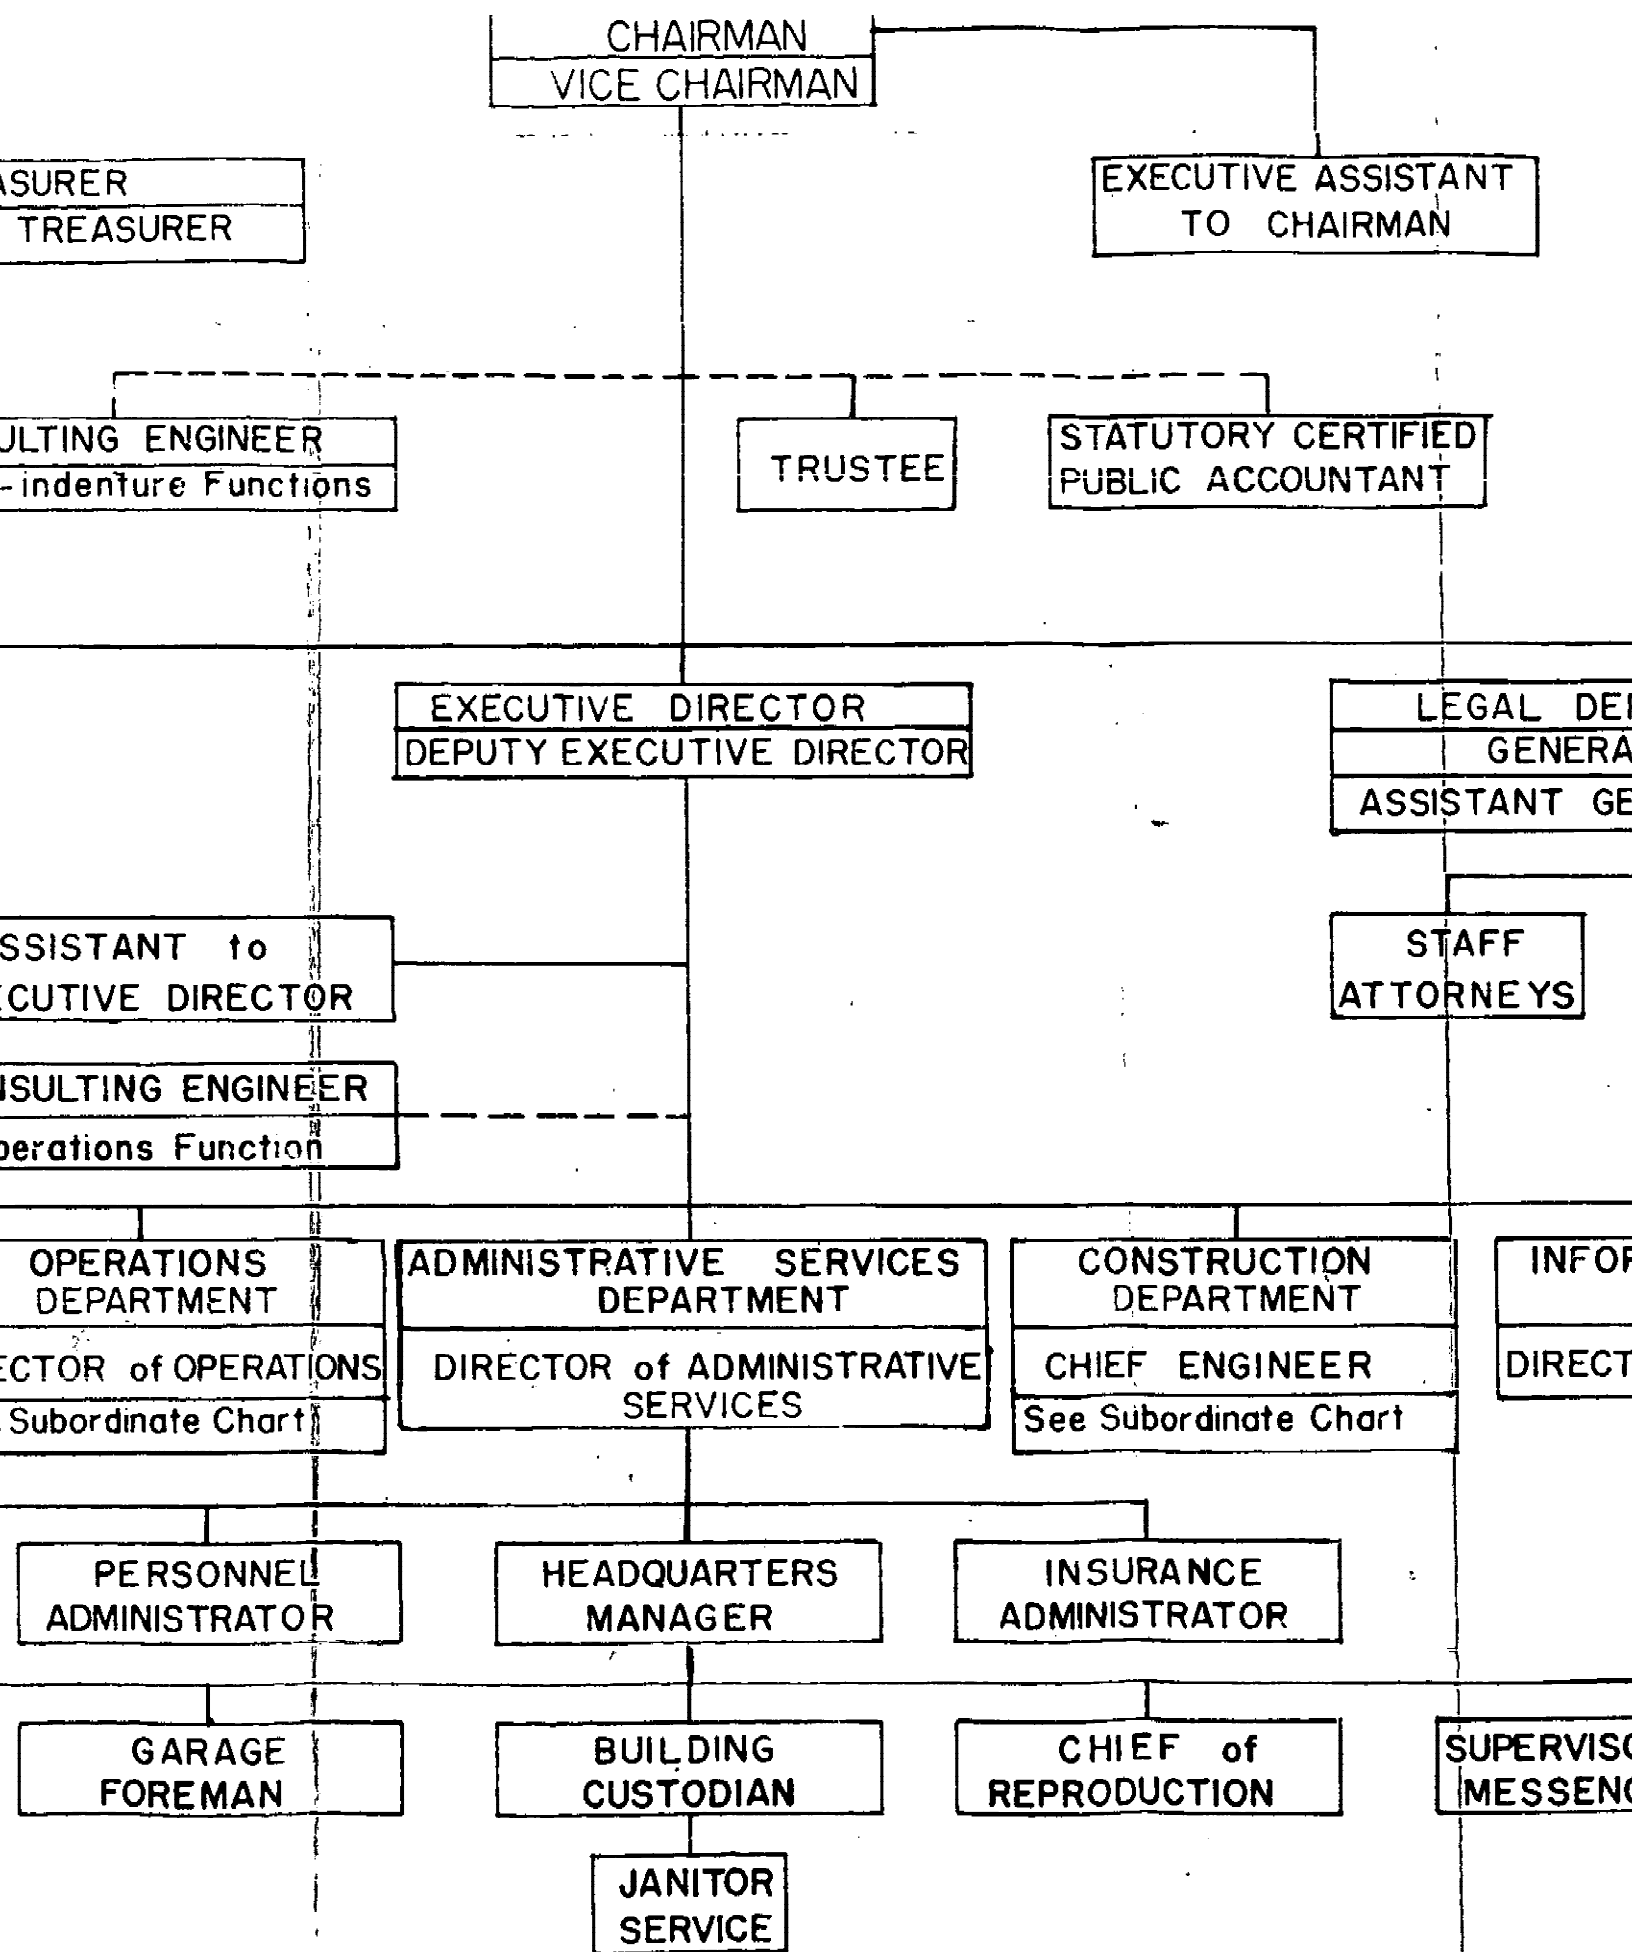 CHAIRMAN
VICE CHAIRMAN
ASURER
TREASURER
EXECUTIVE ASSISTANT
TO CHAIRMAN
ULTING ENGINEER
-indenture Functions
TRUSTEE
STATUTORY CERTIFIED
PUBLIC ACCOUNTANT
EXECUTIVE DIRECTOR
DEPUTY EXECUTIVE DIRECTOR
LEGAL DE
GENERA
ASSISTANT GE
SSISTANT to
ECUTIVE DIRECTOR
STAFF
ATTORNEYS
NSULTING ENGINEER
perations Function
OPERATIONS
DEPARTMENT
ECTOR of OPERATIONS
Subordinate Chart
ADMINISTRATIVE SERVICES
DEPARTMENT
DIRECTOR of ADMINISTRATIVE
SERVICES
CONSTRUCTION
DEPARTMENT
CHIEF ENGINEER
See Subordinate Chart
INFOR
DIRECT
PERSONNEL
ADMINISTRATOR
HEADQUARTERS
MANAGER
INSURANCE
ADMINISTRATOR
GARAGE
FOREMAN
BUILDING
CUSTODIAN
CHIEF of
REPRODUCTION
SUPERVISO
MESSENG
JANITOR
SERVICE